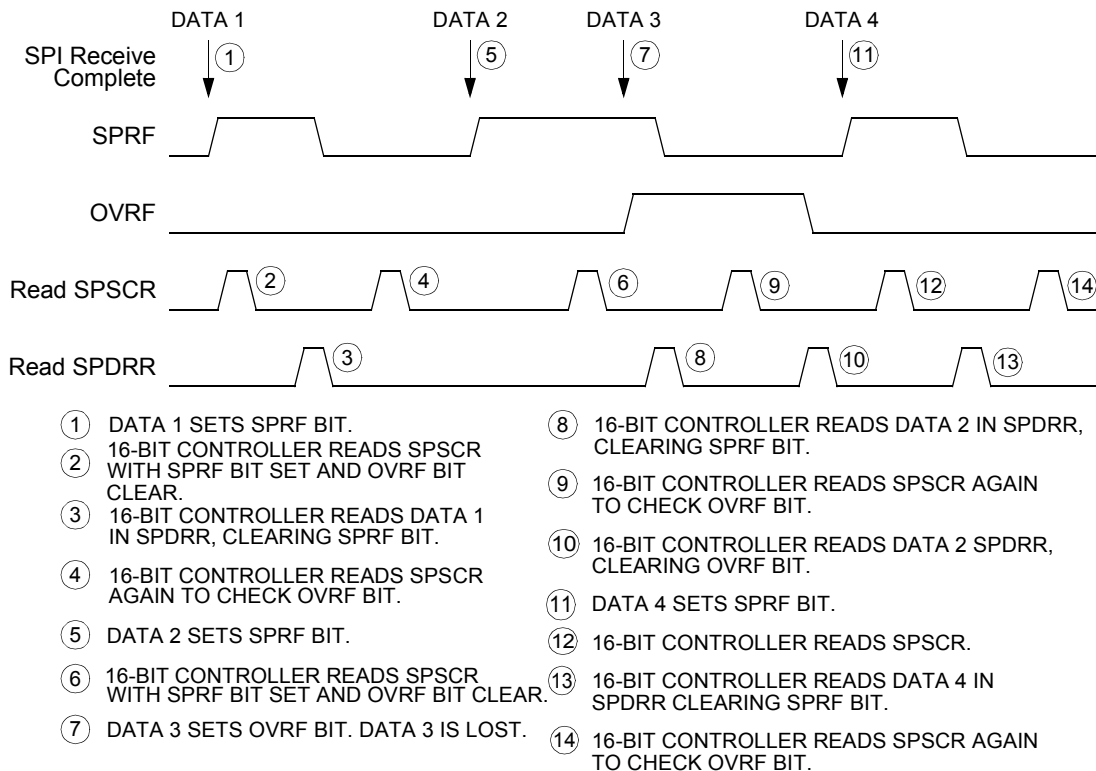 DATA 1 DATA 2 DATA 3 DATA 4
SPI Receive
Complete
1 5 7 11
SPRF
OVRF
Read SPSCR
2 4 6 9 12 14
Read SPDRR
3 8 10 13
1 DATA 1 SETS SPRF BIT.
2 16-BIT CONTROLLER READS SPSCR
WITH SPRF BIT SET AND OVRF BIT
CLEAR.
3 16-BIT CONTROLLER READS DATA 1
IN SPDRR, CLEARING SPRF BIT.
4 16-BIT CONTROLLER READS SPSCR
AGAIN TO CHECK OVRF BIT.
5 DATA 2 SETS SPRF BIT.
6 16-BIT CONTROLLER READS SPSCR
WITH SPRF BIT SET AND OVRF BIT CLEAR.
7 DATA 3 SETS OVRF BIT. DATA 3 IS LOST.
8 16-BIT CONTROLLER READS DATA 2 IN SPDRR,
CLEARING SPRF BIT.
9 16-BIT CONTROLLER READS SPSCR AGAIN
TO CHECK OVRF BIT.
10 16-BIT CONTROLLER READS DATA 2 SPDRR,
CLEARING OVRF BIT.
11 DATA 4 SETS SPRF BIT.
12 16-BIT CONTROLLER READS SPSCR.
13 16-BIT CONTROLLER READS DATA 4 IN
SPDRR CLEARING SPRF BIT.
14 16-BIT CONTROLLER READS SPSCR AGAIN
TO CHECK OVRF BIT.